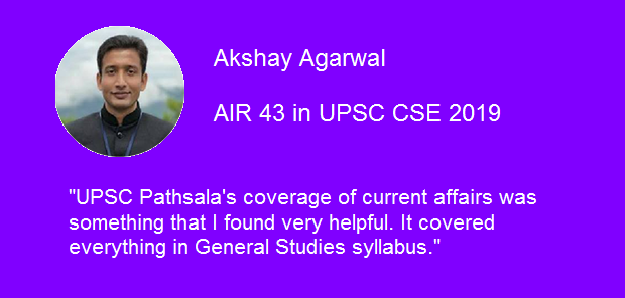 Akshay Agarwal
AIR 43 in UPSC CSE 2019
"UPSC Pathsala's coverage of current affairs was
something that I found very helpful. It covered
everything in General Studies syllabus."